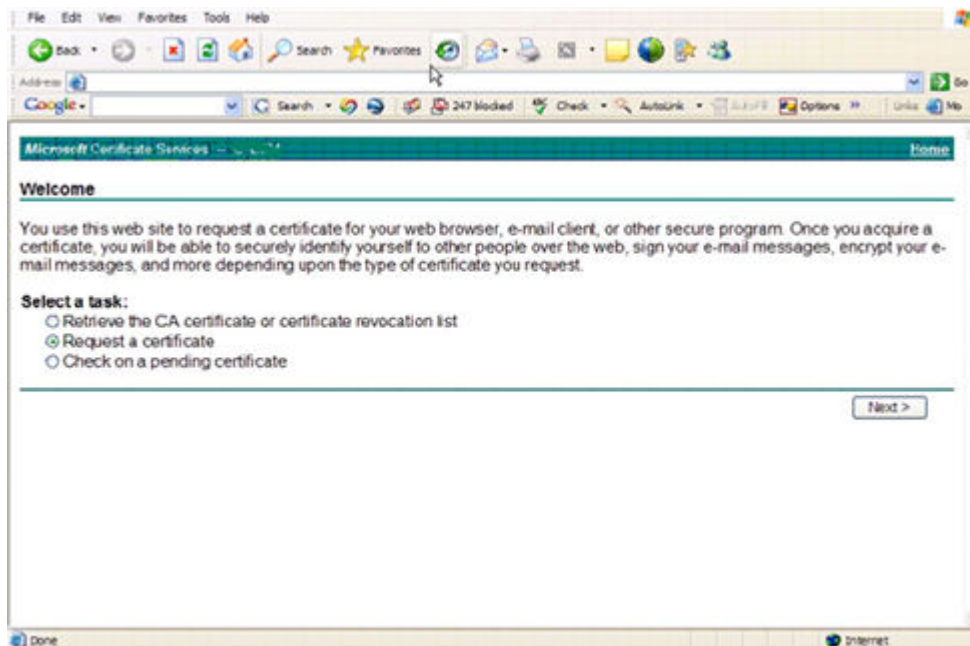 File Edit View Favorites Tools Help
Back Search Favorites
Address Go
Google Search 247 blocked Check AutoLink AutoFill Options Links
Microsoft Certificate Services -- Home
Welcome
You use this web site to request a certificate for your web browser, e-mail client, or other secure program. Once you acquire a
certificate, you will be able to securely identify yourself to other people over the web, sign your e-mail messages, encrypt your e-
mail messages, and more depending upon the type of certificate you request.
Select a task:
Retrieve the CA certificate or certificate revocation list
Request a certificate
Check on a pending certificate
Next >
Done Internet